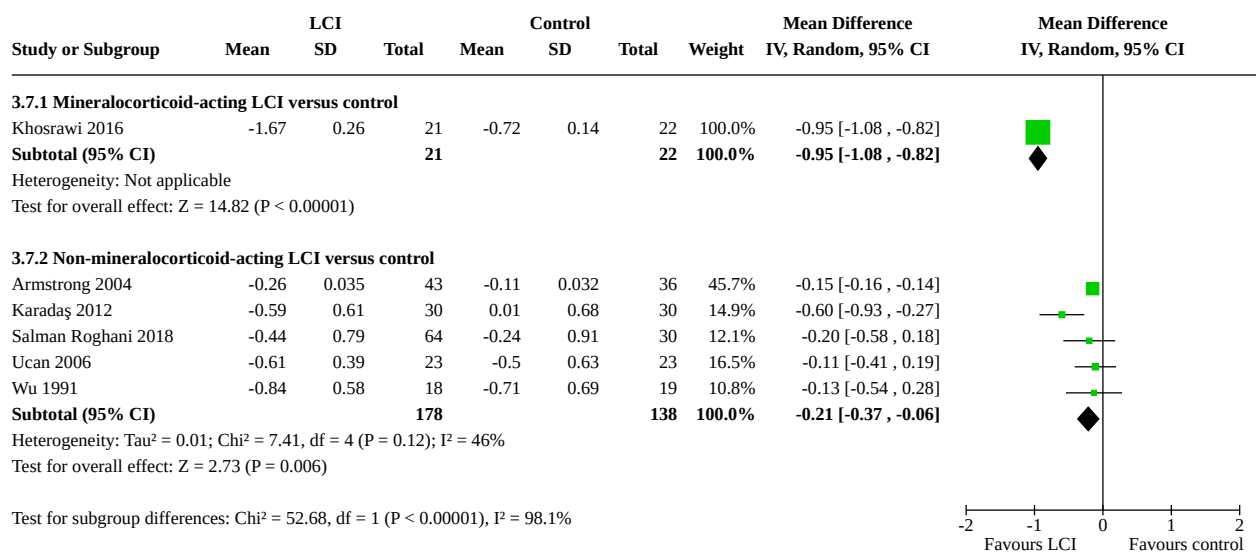 LCI Control Mean Difference Mean Difference
Study or Subgroup Mean SD Total Mean SD Total Weight IV, Random, 95% CI IV, Random, 95% CI
3.7.1 Mineralocorticoid-acting LCI versus control
Khosrawi 2016 -1.67 0.26 21 -0.72 0.14 22 100.0% -0.95 [-1.08 , -0.82]
Subtotal (95% CI) 21 22 100.0% -0.95 [-1.08 , -0.82]
Heterogeneity: Not applicable
Test for overall effect: Z = 14.82 (P < 0.00001)
3.7.2 Non-mineralocorticoid-acting LCI versus control
Armstrong 2004 -0.26 0.035 43 -0.11 0.032 36 45.7% -0.15 [-0.16 , -0.14]
Karadaş 2012 -0.59 0.61 30 0.01 0.68 30 14.9% -0.60 [-0.93 , -0.27]
Salman Roghani 2018 -0.44 0.79 64 -0.24 0.91 30 12.1% -0.20 [-0.58 , 0.18]
Ucan 2006 -0.61 0.39 23 -0.5 0.63 23 16.5% -0.11 [-0.41 , 0.19]
Wu 1991 -0.84 0.58 18 -0.71 0.69 19 10.8% -0.13 [-0.54 , 0.28]
Subtotal (95% CI) 178 138 100.0% -0.21 [-0.37 , -0.06]
Heterogeneity: Tau² = 0.01; Chi² = 7.41, df = 4 (P = 0.12); I² = 46%
Test for overall effect: Z = 2.73 (P = 0.006)
Test for subgroup differences: Chi² = 52.68, df = 1 (P < 0.00001), I² = 98.1%
-2 -1 0 1 2
Favours LCI Favours control